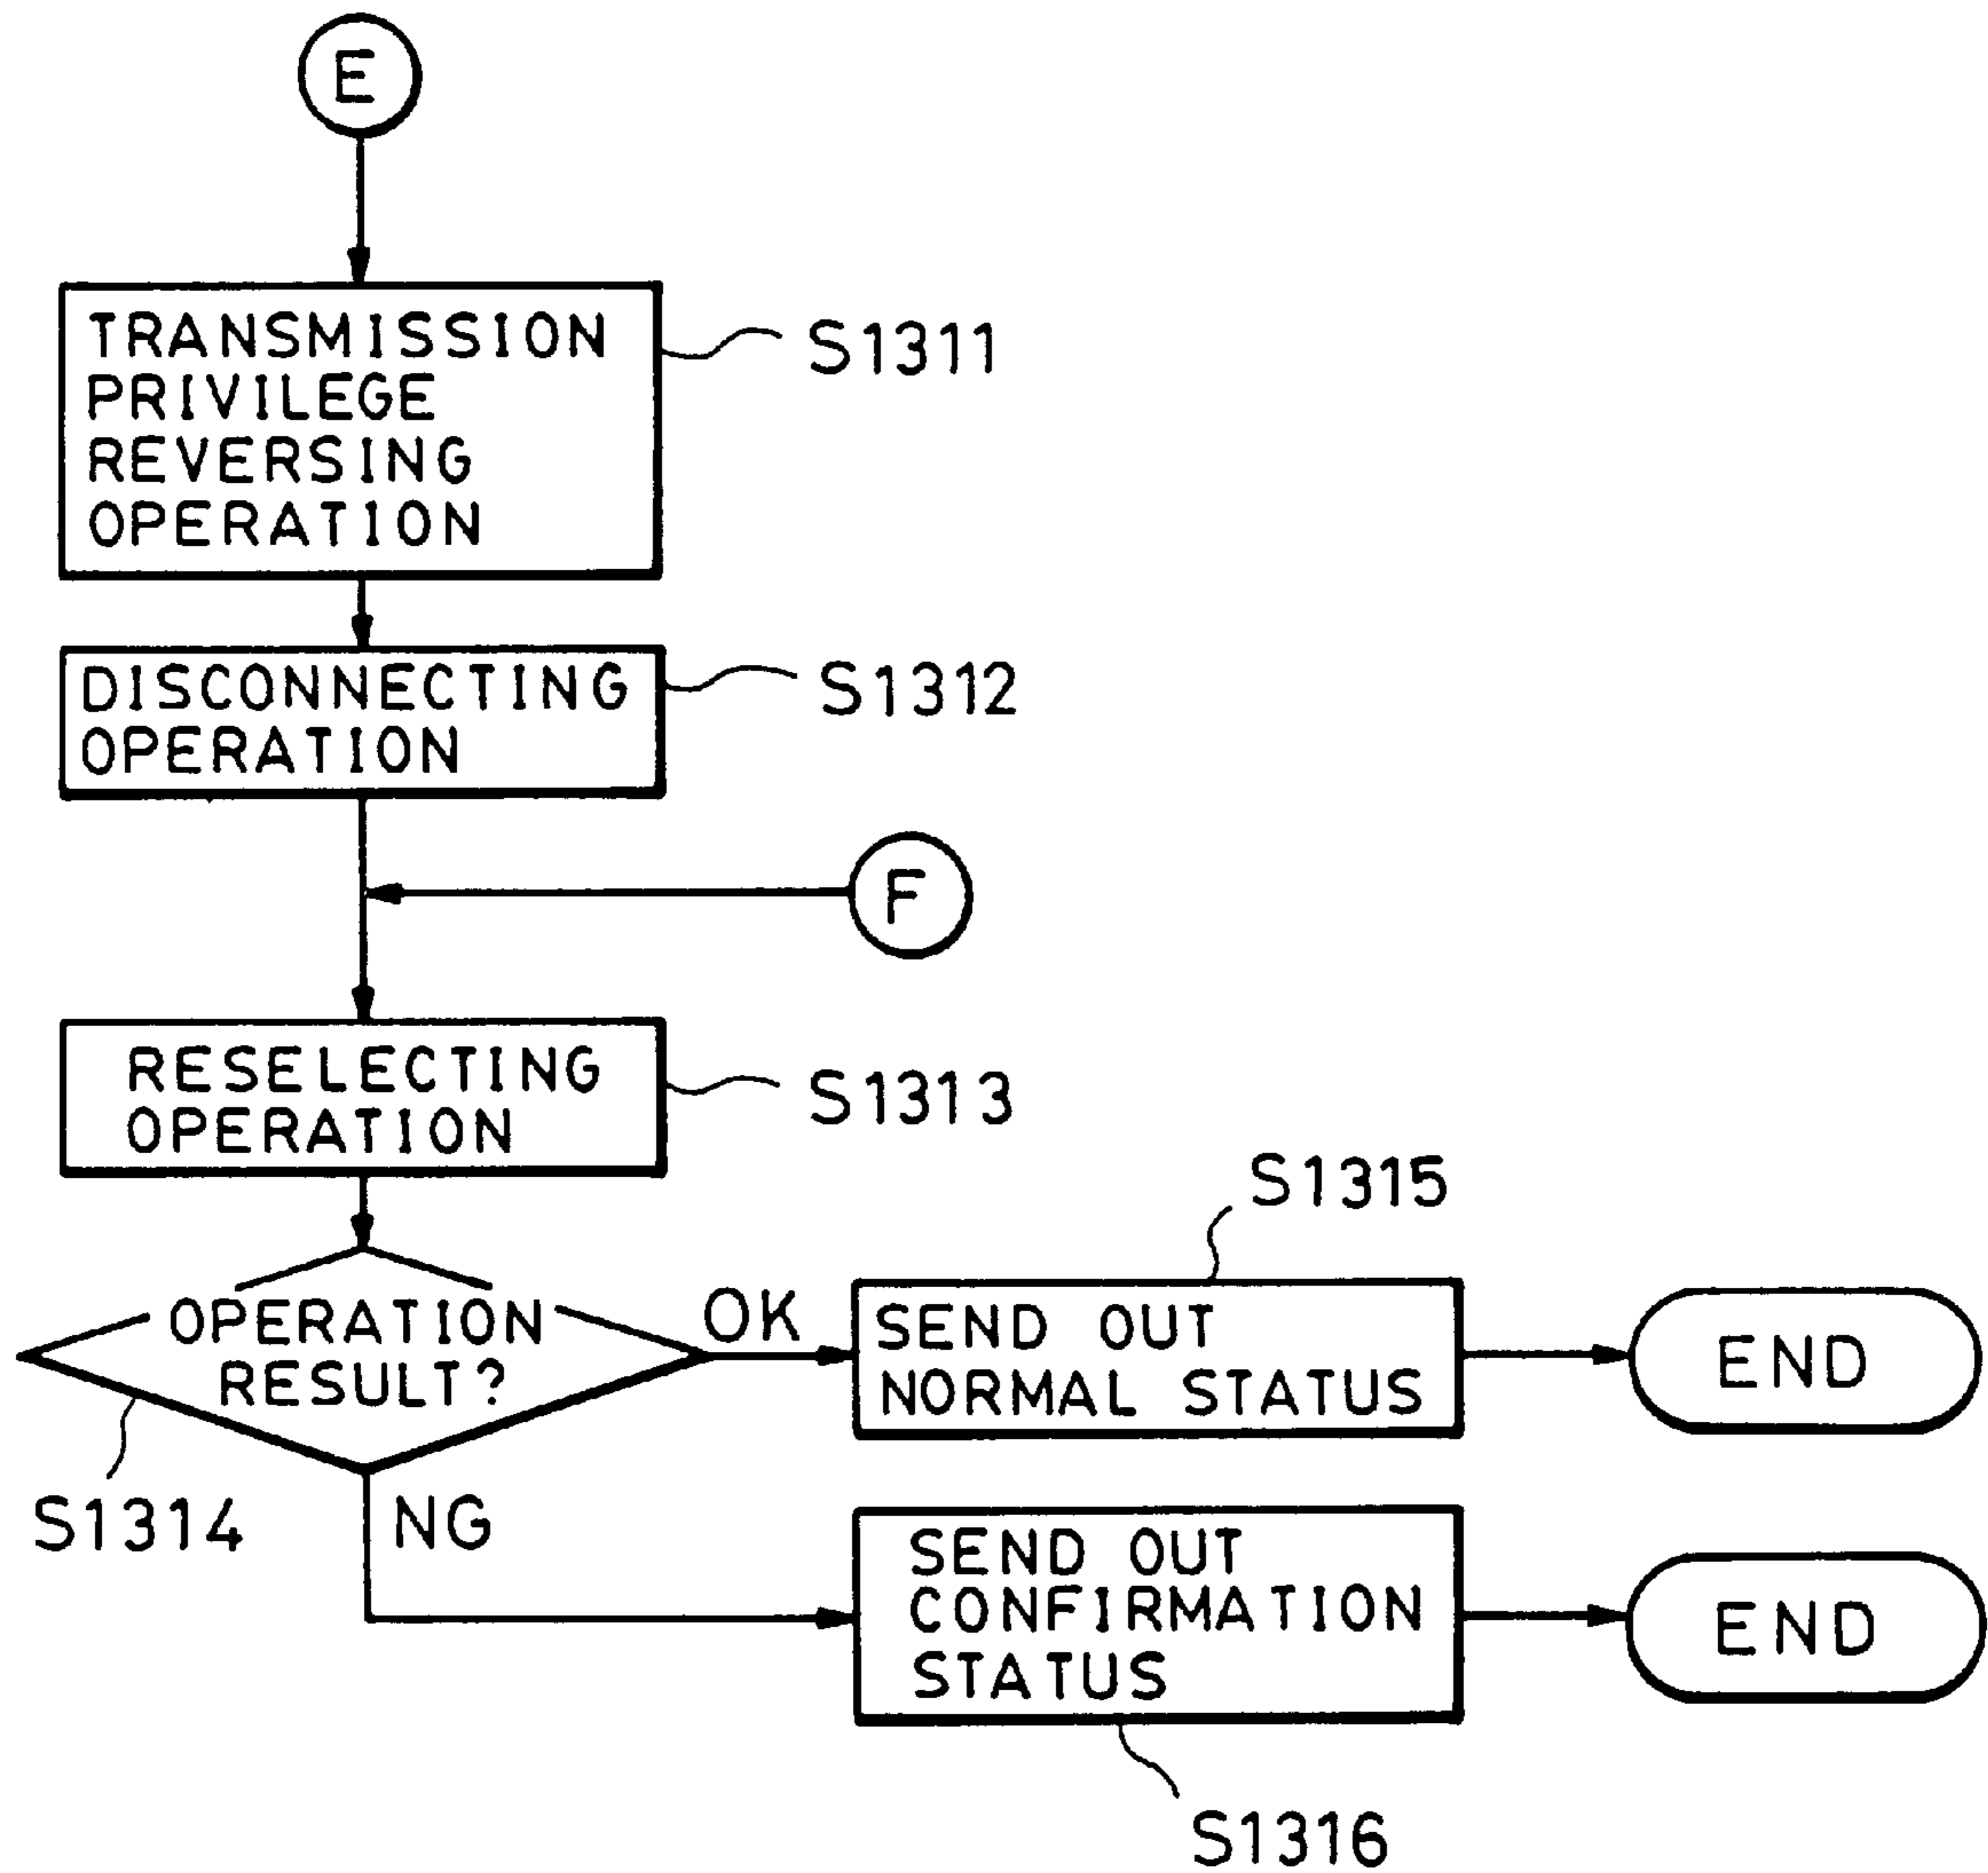 E
TRANSMISSION
PRIVILEGE
REVERSING
OPERATION
S1311
DISCONNECTING
OPERATION
S1312
F
RESELECTING
OPERATION
S1313
S1315
OPERATION
RESULT?
OK
SEND OUT
NORMAL STATUS
END
S1314
NG
SEND OUT
CONFIRMATION
STATUS
END
S1316